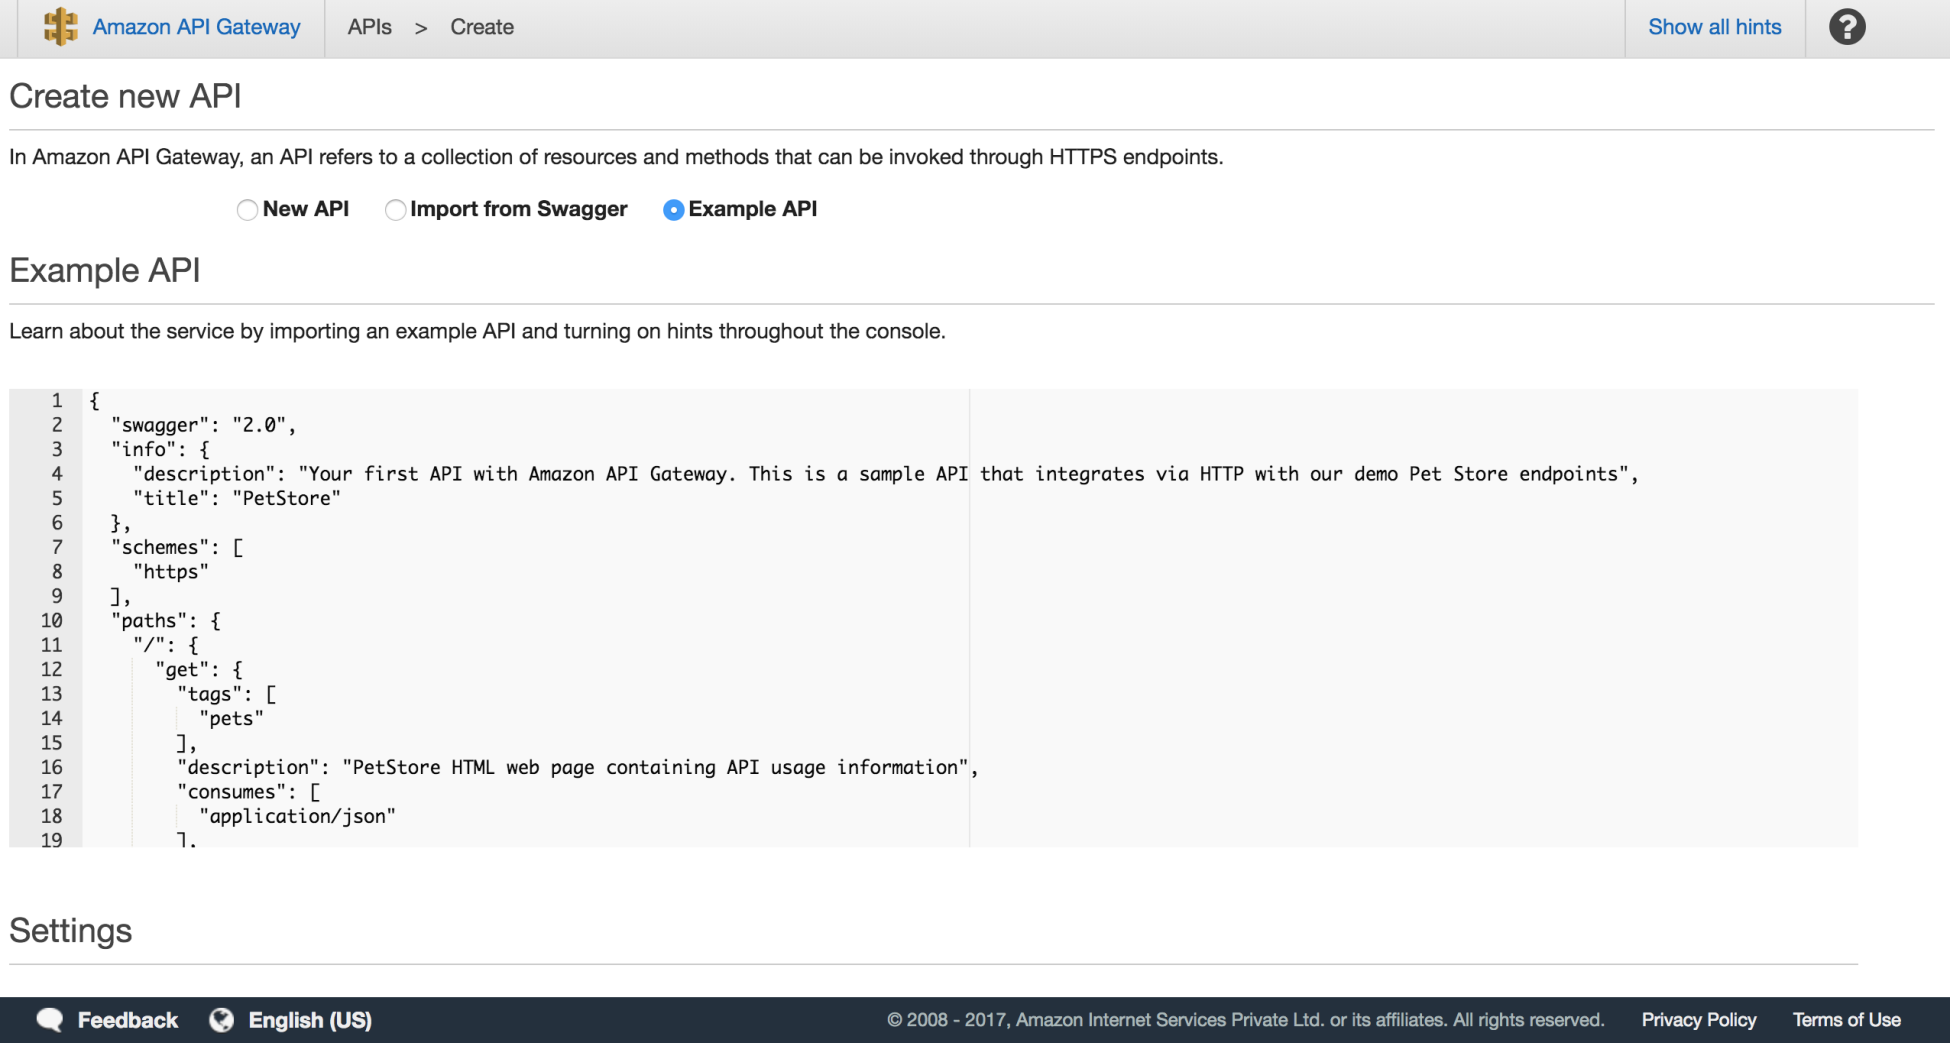 Amazon API Gateway APIs > Create Show all hints ?
Create new API
In Amazon API Gateway, an API refers to a collection of resources and methods that can be invoked through HTTPS endpoints.
New API Import from Swagger Example API
Example API
Learn about the service by importing an example API and turning on hints throughout the console.
1 {
2   "swagger": "2.0",
3   "info": {
4     "description": "Your first API with Amazon API Gateway. This is a sample API that integrates via HTTP with our demo Pet Store endpoints",
5     "title": "PetStore"
6   },
7   "schemes": [
8     "https"
9   ],
10   "paths": {
11     "/": {
12       "get": {
13         "tags": [
14           "pets"
15         ],
16         "description": "PetStore HTML web page containing API usage information",
17         "consumes": [
18           "application/json"
19         ],
Settings
Feedback English (US) © 2008 - 2017, Amazon Internet Services Private Ltd. or its affiliates. All rights reserved. Privacy Policy Terms of Use